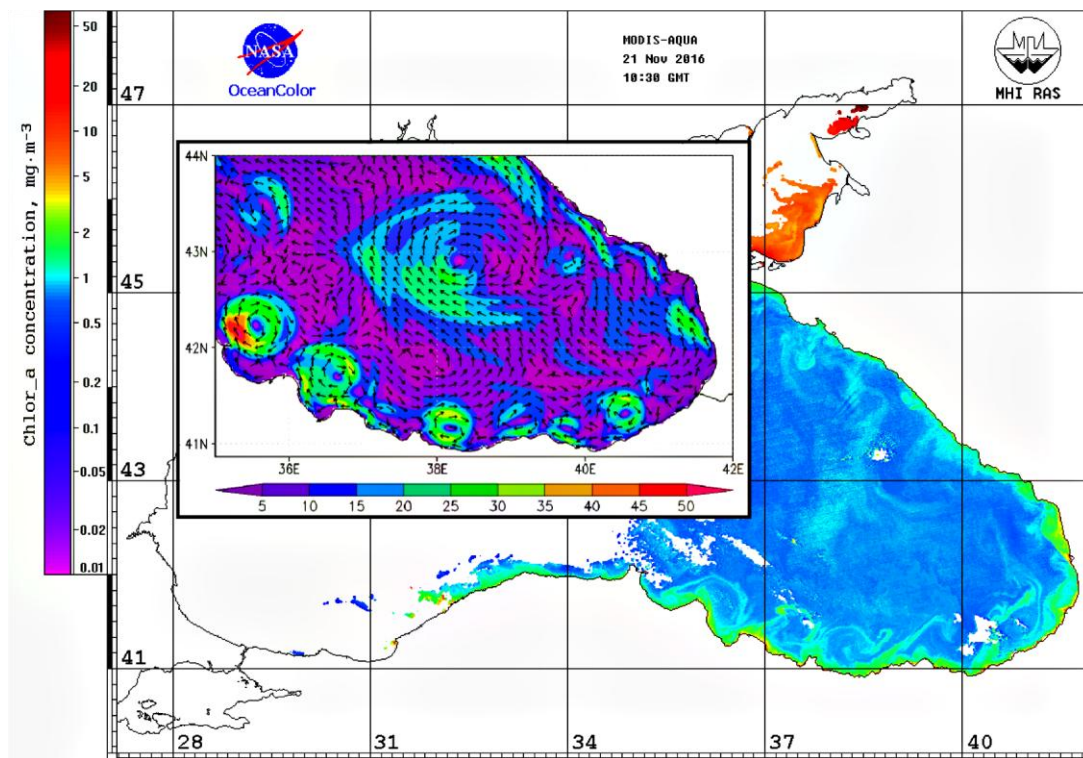 NASA
OceanColor
MODIS-AQUA
21 Nov 2016
10:30 GMT
MHI RAS
Chlor_a concentration, mg·m⁻³
50
20
10
5
2
1
0.5
0.2
0.1
0.05
0.02
0.01
47
45
43
41
28
31
34
37
40
44N
43N
42N
41N
36E
38E
40E
42E
5 10 15 20 25 30 35 40 45 50